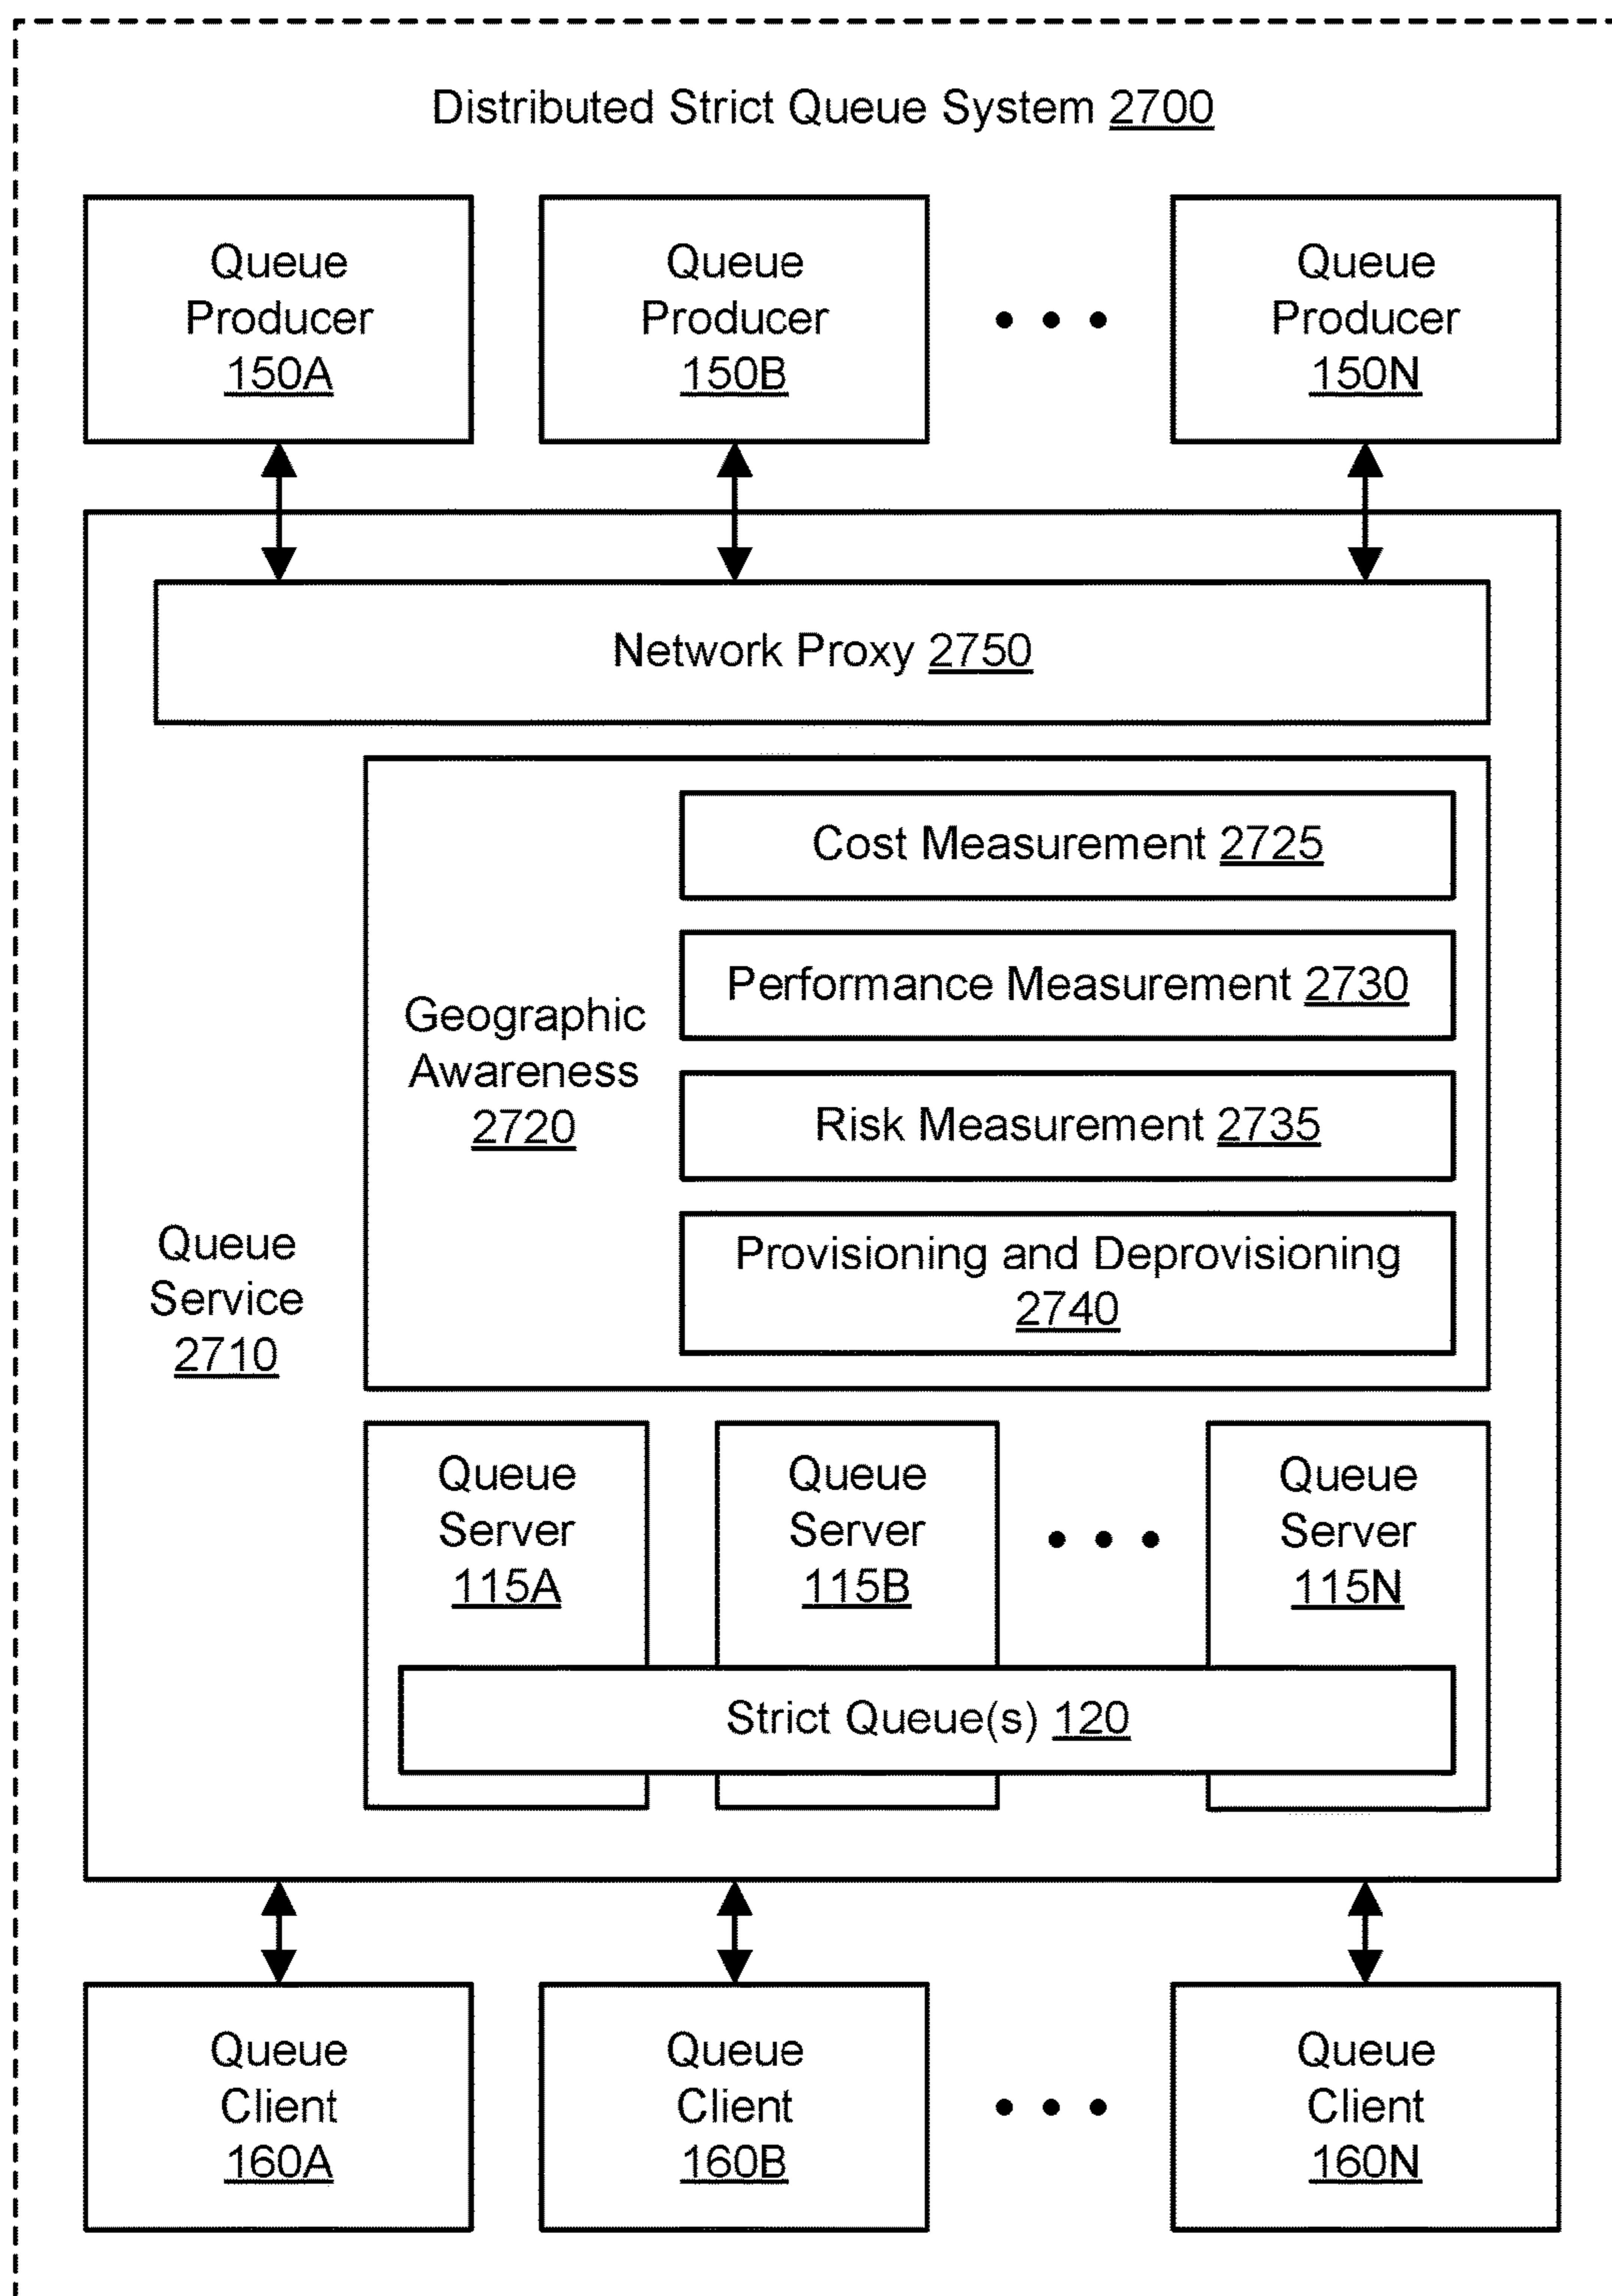 Distributed Strict Queue System 2700
Queue
Producer
150A
Queue
Producer
150B
Queue
Producer
150N
Network Proxy 2750
Geographic
Awareness
2720
Cost Measurement 2725
Performance Measurement 2730
Risk Measurement 2735
Provisioning and Deprovisioning
2740
Queue
Service
2710
Queue
Server
115A
Queue
Server
115B
Queue
Server
115N
Strict Queue(s) 120
Queue
Client
160A
Queue
Client
160B
Queue
Client
160N